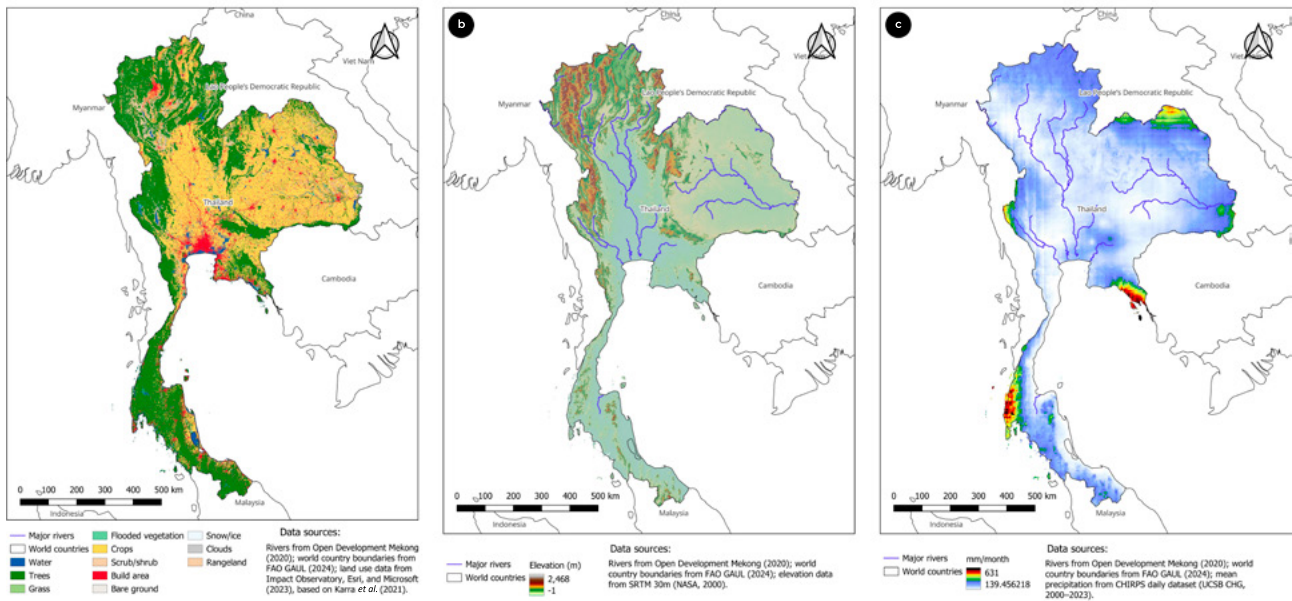 China
Viet Nam
Lao People's Democratic Republic
Myanmar
Thailand
Cambodia
0 100 200 300 400 500 km
Malaysia
Indonesia
Major rivers
World countries
Water
Trees
Grass
Flooded vegetation
Crops
Scrub/shrub
Build area
Bare ground
Snow/ice
Clouds
Rangeland
Data sources:
Rivers from Open Development Mekong
(2020); world country boundaries from
FAO GAUL (2024); land use data from
Impact Observatory, Esri, and Microsoft
(2023), based on Karra et al. (2021).
b
China
Viet Nam
Lao People's Democratic Republic
Myanmar
Thailand
Cambodia
0 100 200 300 400 500 km
Malaysia
Indonesia
Major rivers
World countries
Elevation (m)
2,468
-1
Data sources:
Rivers from Open Development Mekong (2020); world
country boundaries from FAO GAUL (2024); elevation data
from SRTM 30m (NASA, 2000).
c
China
Viet Nam
Lao People's Democratic Republic
Myanmar
Thailand
Cambodia
0 100 200 300 400 500 km
Malaysia
Indonesia
Major rivers
World countries
mm/month
631
139.456218
Data sources:
Rivers from Open Development Mekong (2020); world
country boundaries from FAO GAUL (2024); mean
precipitation from CHIRPS daily dataset (UCSB CHG,
2000–2023).